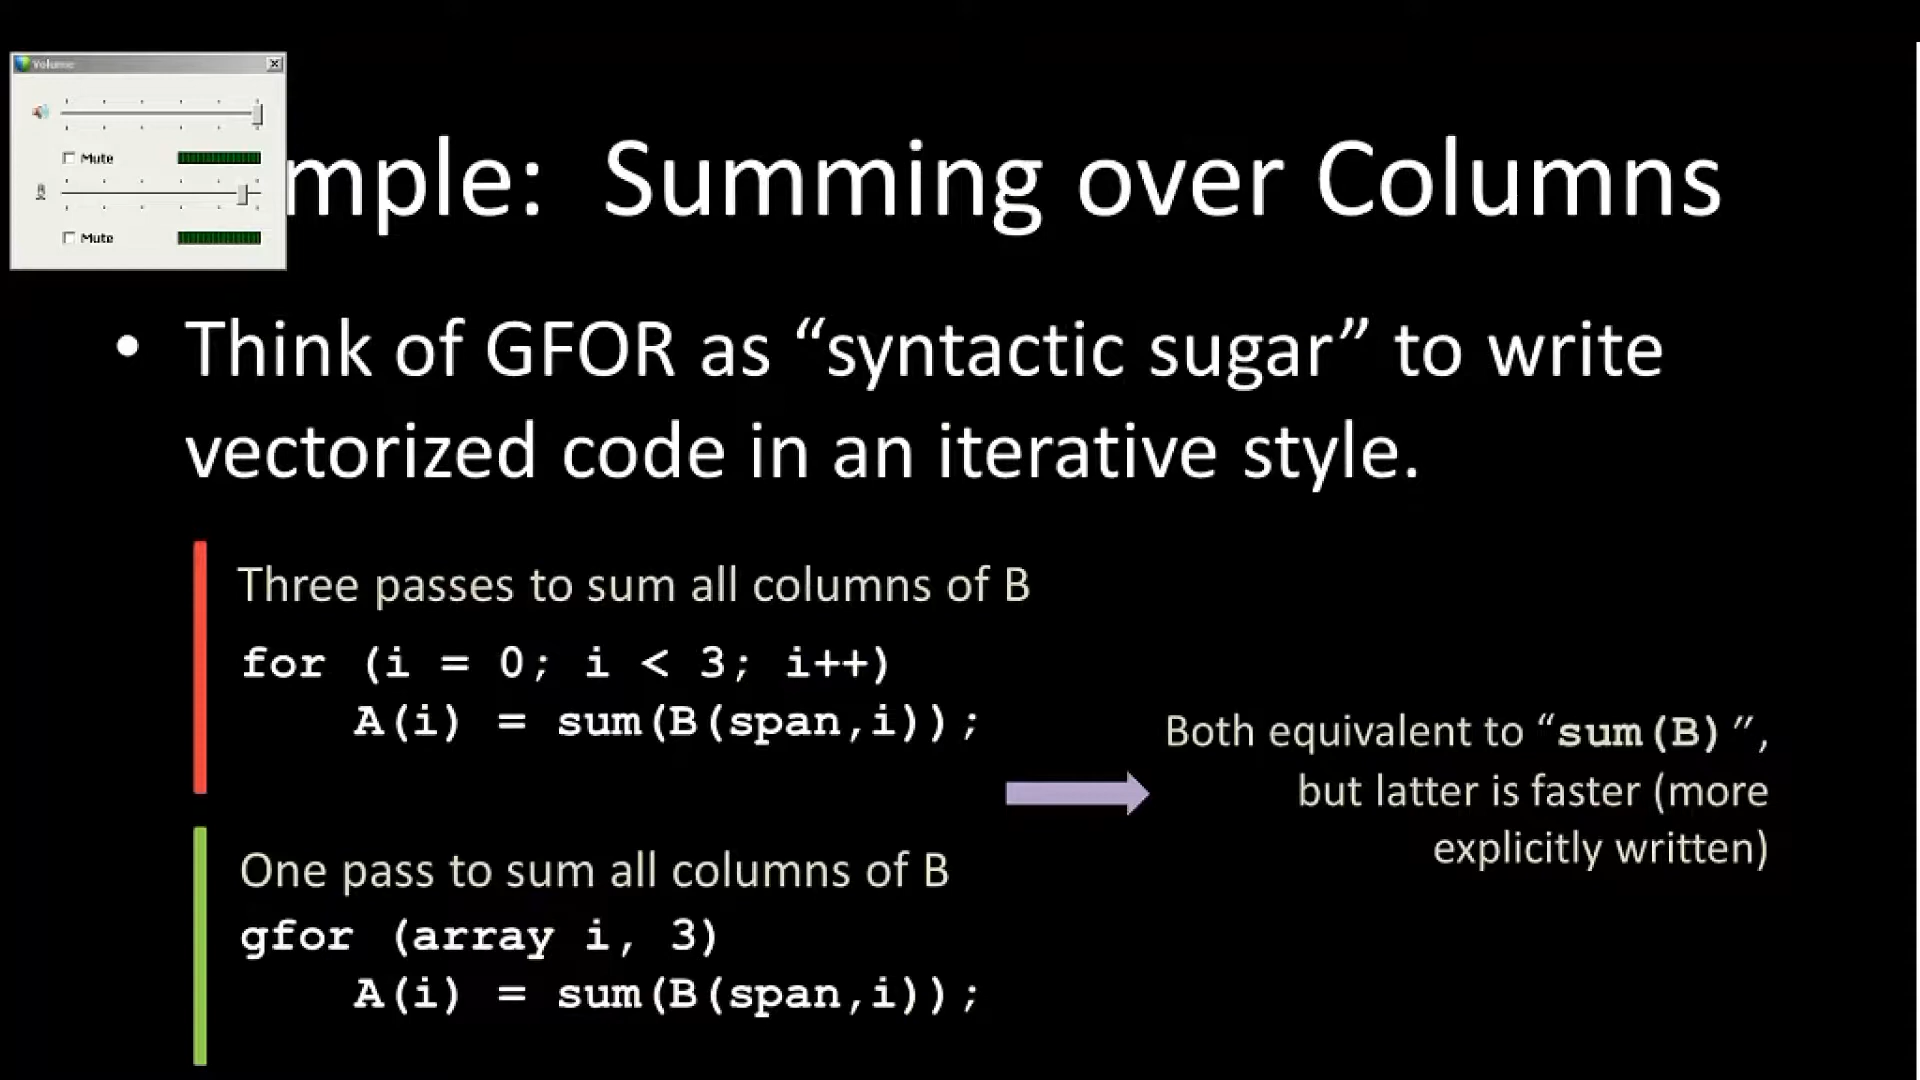 Volume
Mute
Mute
mple: Summing over Columns
• Think of GFOR as “syntactic sugar” to write
vectorized code in an iterative style.
Three passes to sum all columns of B
for (i = 0; i < 3; i++)
A(i) = sum(B(span,i));
Both equivalent to “sum(B)”,
but latter is faster (more
explicitly written)
One pass to sum all columns of B
gfor (array i, 3)
A(i) = sum(B(span,i));